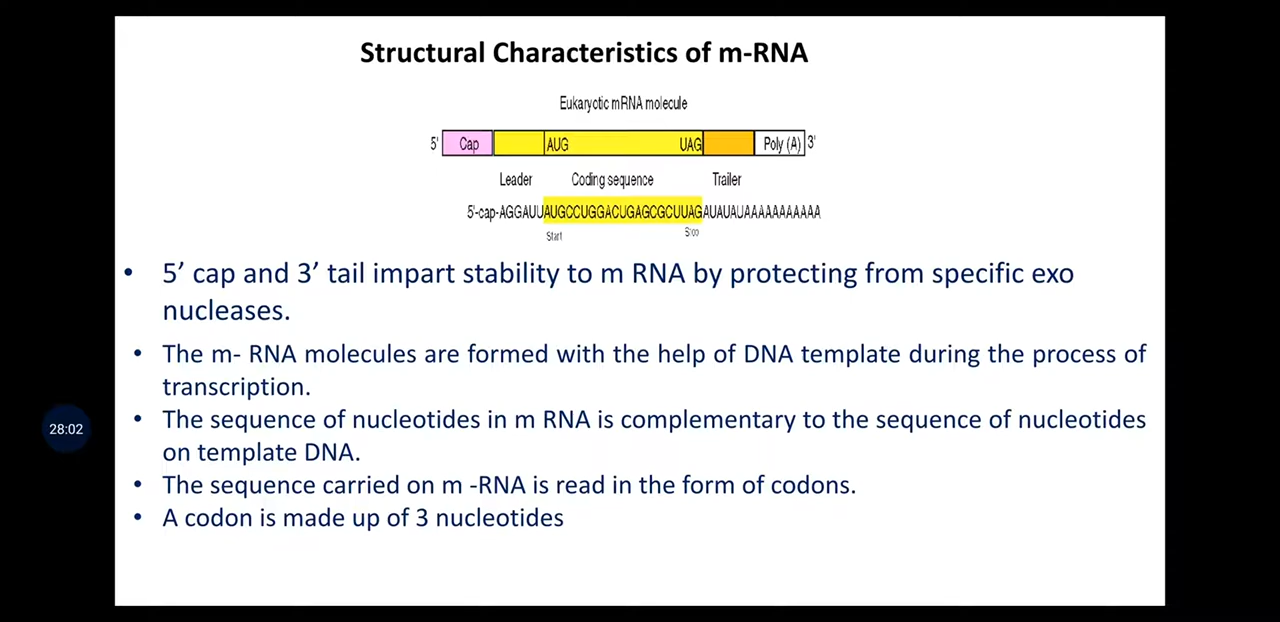 Structural Characteristics of m-RNA
Eukaryotic mRNA molecule
5' Cap AUG UAG Poly (A) 3'
Leader Coding sequence Trailer
5'-cap-AGGAUUAUGCCUGGACUGAGCGCUUAGAUAUAUAAAAAAAAAAA
Start Stop
• 5’ cap and 3’ tail impart stability to m RNA by protecting from specific exo
nucleases.
• The m- RNA molecules are formed with the help of DNA template during the process of
transcription.
• The sequence of nucleotides in m RNA is complementary to the sequence of nucleotides
28:02
on template DNA.
• The sequence carried on m -RNA is read in the form of codons.
• A codon is made up of 3 nucleotides